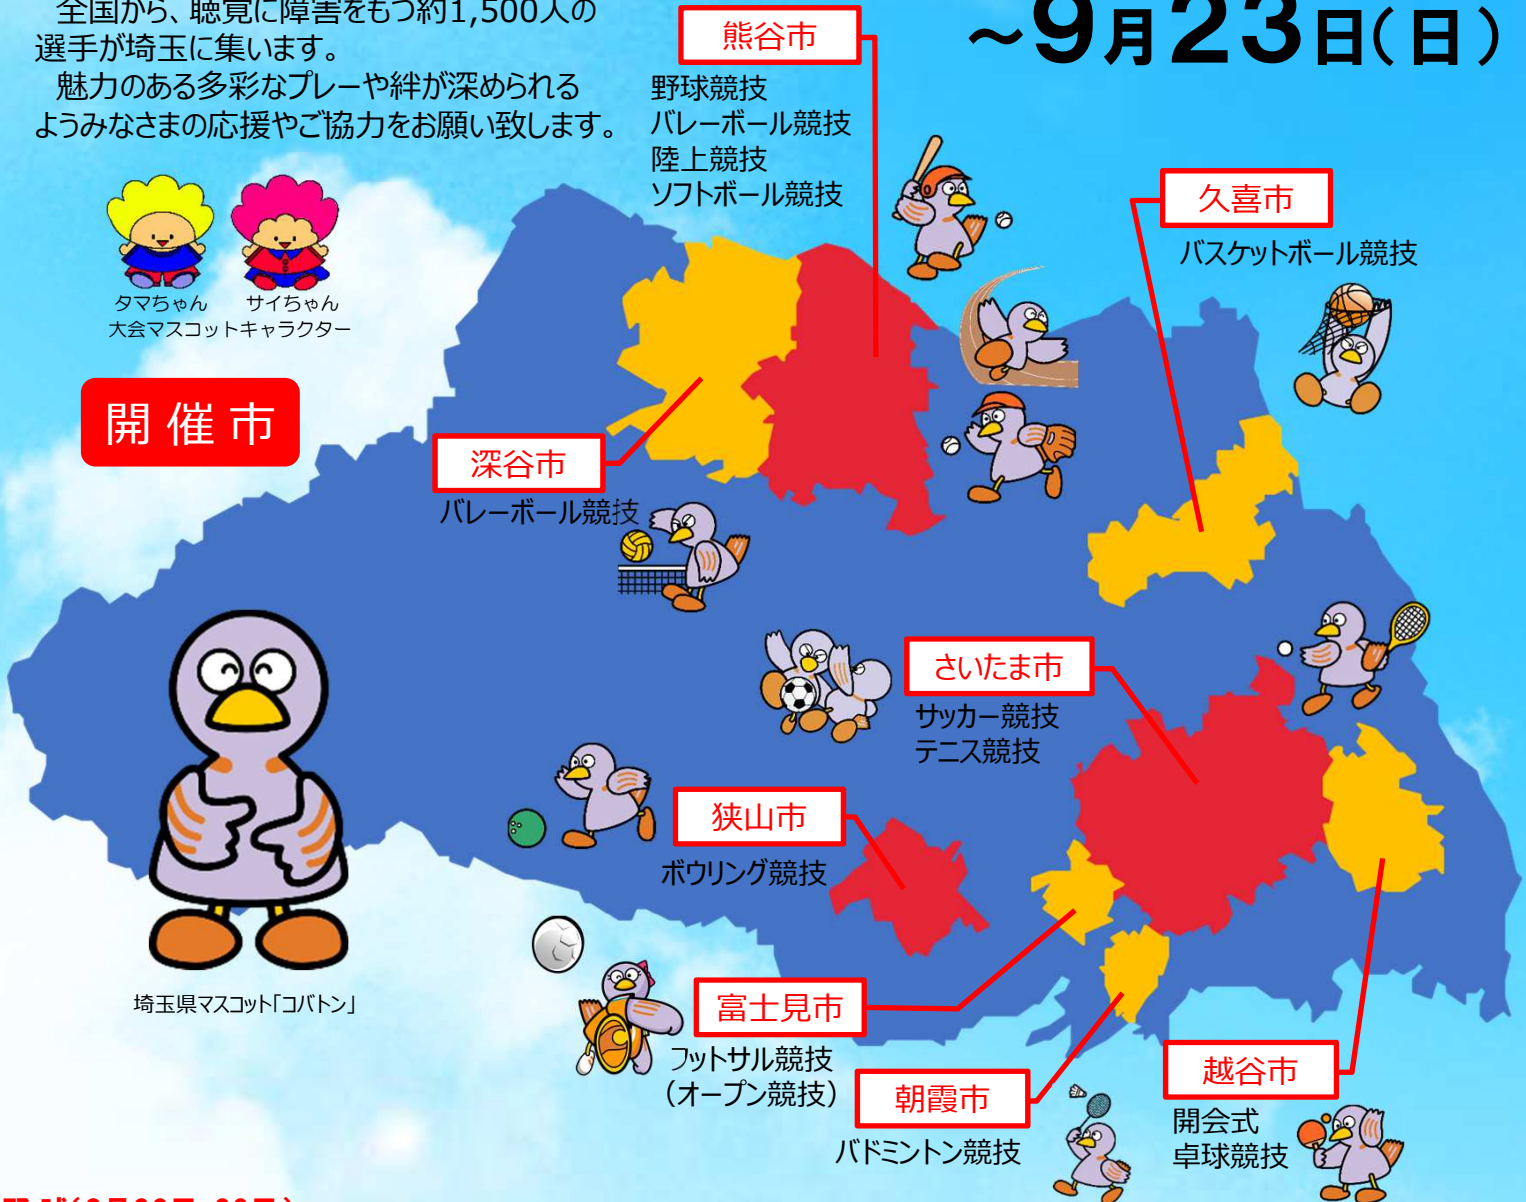 全国から、聴覚に障害をもつ約1,500人の
選手が埼玉に集います。
魅力のある多彩なプレーや絆が深められる
ようみなさまの応援やご協力をお願い致します。
～9月23日(日)
熊谷市
野球競技
バレーボール競技
陸上競技
ソフトボール競技
久喜市
バスケットボール競技
タマちゃん　サイちゃん
大会マスコットキャラクター
開催市
深谷市
バレーボール競技
さいたま市
サッカー競技
テニス競技
狭山市
ボウリング競技
埼玉県マスコット「コバトン」
富士見市
フットサル競技
（オープン競技）
朝霞市
バドミントン競技
越谷市
開会式
卓球競技